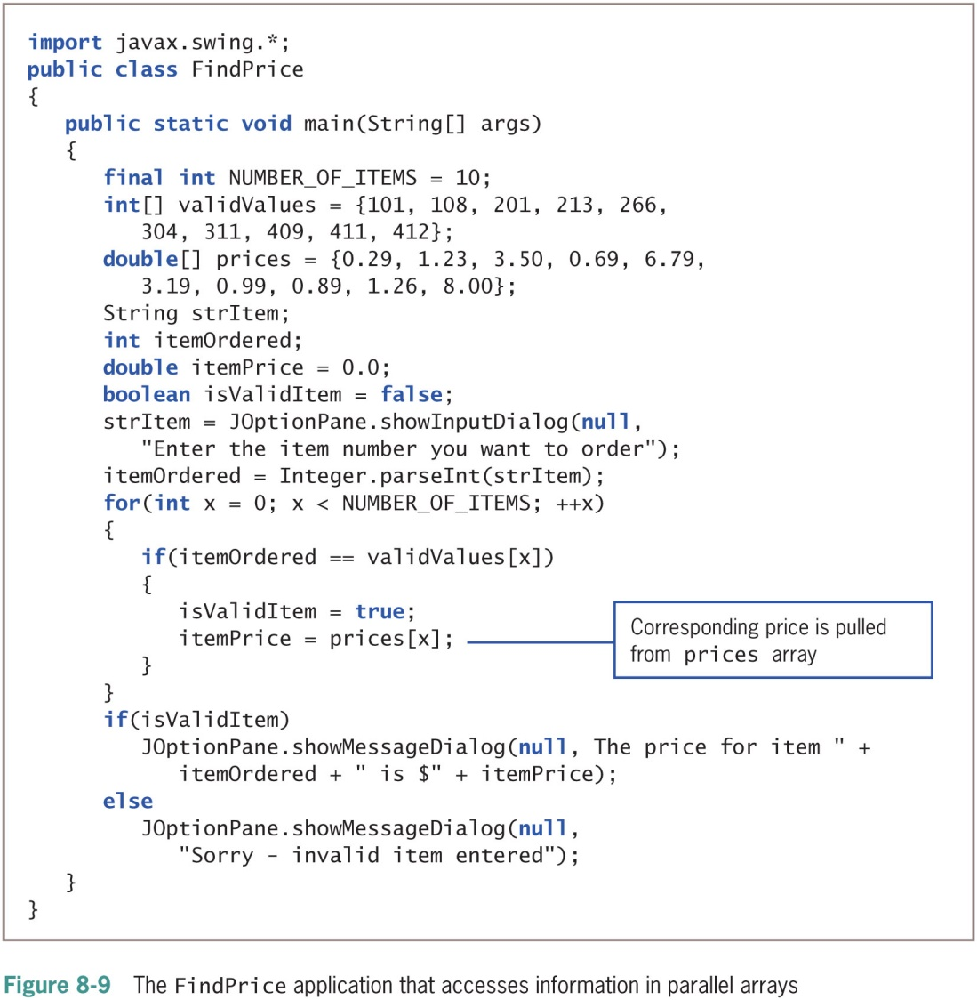 import javax.swing.*;
public class FindPrice
{
public static void main(String[] args)
{
final int NUMBER_OF_ITEMS = 10;
int[] validValues = {101, 108, 201, 213, 266,
304, 311, 409, 411, 412};
double[] prices = {0.29, 1.23, 3.50, 0.69, 6.79,
3.19, 0.99, 0.89, 1.26, 8.00};
String strItem;
int itemOrdered;
double itemPrice = 0.0;
boolean isValidItem = false;
strItem = JOptionPane.showInputDialog(null,
"Enter the item number you want to order");
itemOrdered = Integer.parseInt(strItem);
for(int x = 0; x < NUMBER_OF_ITEMS; ++x)
{
if(itemOrdered == validValues[x])
{
isValidItem = true;
itemPrice = prices[x];
}
}
if(isValidItem)
JOptionPane.showMessageDialog(null, The price for item " +
itemOrdered + " is $" + itemPrice);
else
JOptionPane.showMessageDialog(null,
"Sorry - invalid item entered");
}
}
Corresponding price is pulled
from prices array
Figure 8-9 The FindPrice application that accesses information in parallel arrays